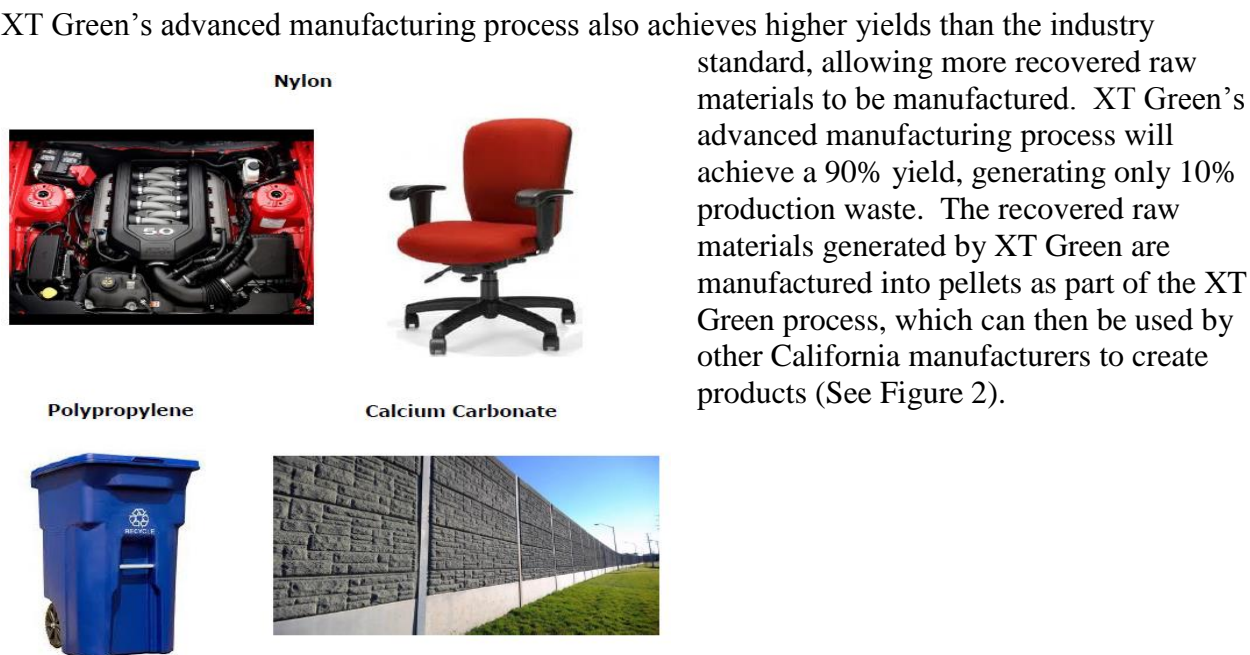 XT Green’s advanced manufacturing process also achieves higher yields than the industry
standard, allowing more recovered raw
materials to be manufactured.  XT Green’s
advanced manufacturing process will
achieve a 90% yield, generating only 10%
production waste.  The recovered raw
materials generated by XT Green are
manufactured into pellets as part of the XT
Green process, which can then be used by
other California manufacturers to create
products (See Figure 2).
Nylon
5.0
Polypropylene
Calcium Carbonate
RECYCLE